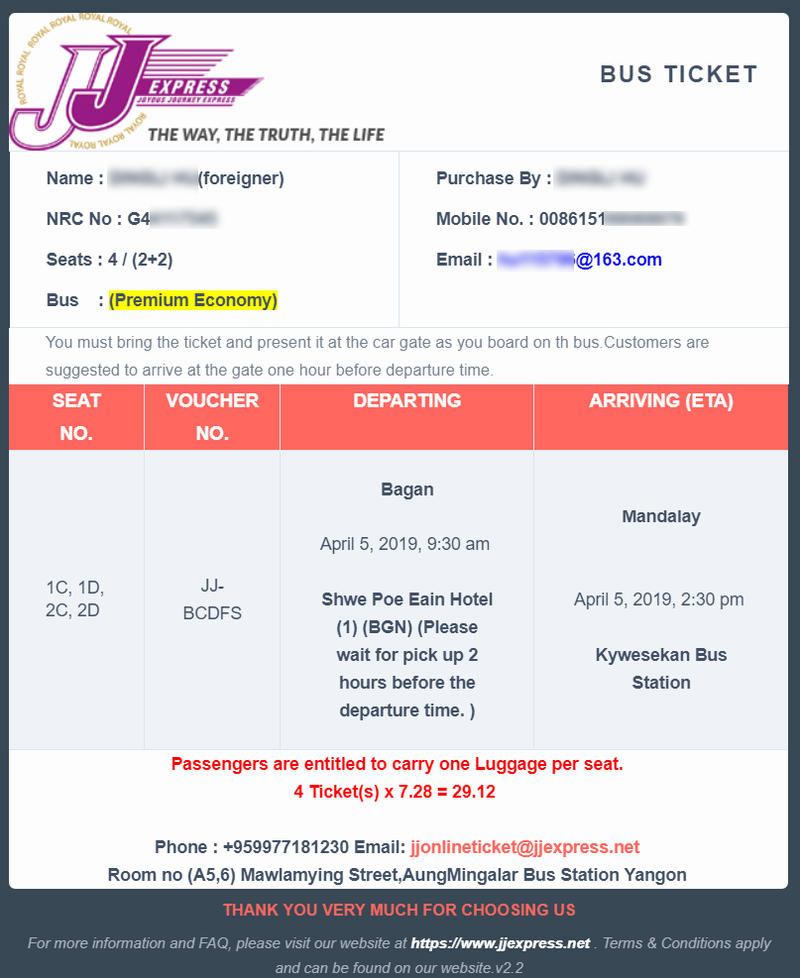 ROYAL ROYAL ROYAL ROYAL ROYAL ROYAL ROYAL
JJ
EXPRESS
JOYOUS JOURNEY EXPRESS
ROYAL ROYAL ROYAL
THE WAY, THE TRUTH, THE LIFE
BUS TICKET
Name : (foreigner)
NRC No : G4
Seats : 4 / (2+2)
Bus : (Premium Economy)
Purchase By :
Mobile No. : 0086151
Email : @163.com
You must bring the ticket and present it at the car gate as you board on th bus.Customers are
suggested to arrive at the gate one hour before departure time.
SEAT
NO.
VOUCHER
NO.
DEPARTING
ARRIVING (ETA)
1C, 1D,
2C, 2D
JJ-
BCDFS
Bagan
April 5, 2019, 9:30 am
Shwe Poe Eain Hotel
(1) (BGN) (Please
wait for pick up 2
hours before the
departure time. )
Mandalay
April 5, 2019, 2:30 pm
Kywesekan Bus
Station
Passengers are entitled to carry one Luggage per seat.
4 Ticket(s) x 7.28 = 29.12
Phone : +959977181230 Email: jjonlineticket@jjexpress.net
Room no (A5,6) Mawlamying Street,AungMingalar Bus Station Yangon
THANK YOU VERY MUCH FOR CHOOSING US
For more information and FAQ, please visit our website at https://www.jjexpress.net . Terms & Conditions apply
and can be found on our website.v2.2